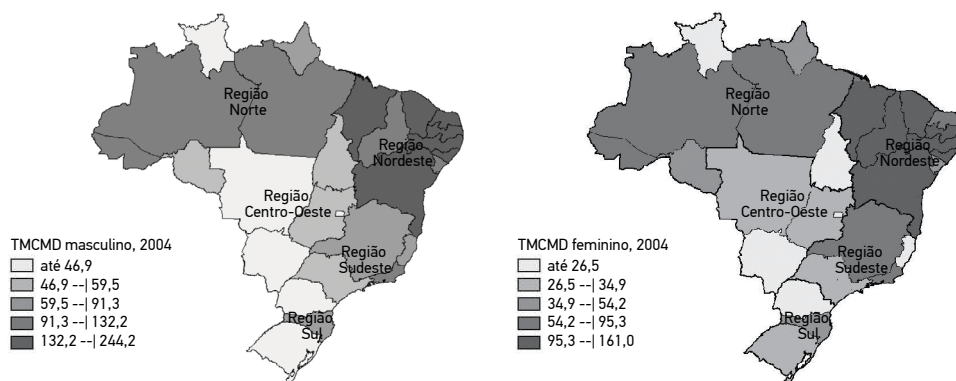 Região
Norte
Região
Nordeste
Região
Centro-Oeste
Região
Sudeste
Região
Sul
TMCMD masculino, 2004
até 46,9
46,9 --| 59,5
59,5 --| 91,3
91,3 --| 132,2
132,2 --| 244,2
Região
Norte
Região
Nordeste
Região
Centro-Oeste
Região
Sudeste
Região
Sul
TMCMD feminino, 2004
até 26,5
26,5 --| 34,9
34,9 --| 54,2
54,2 --| 95,3
95,3 --| 161,0